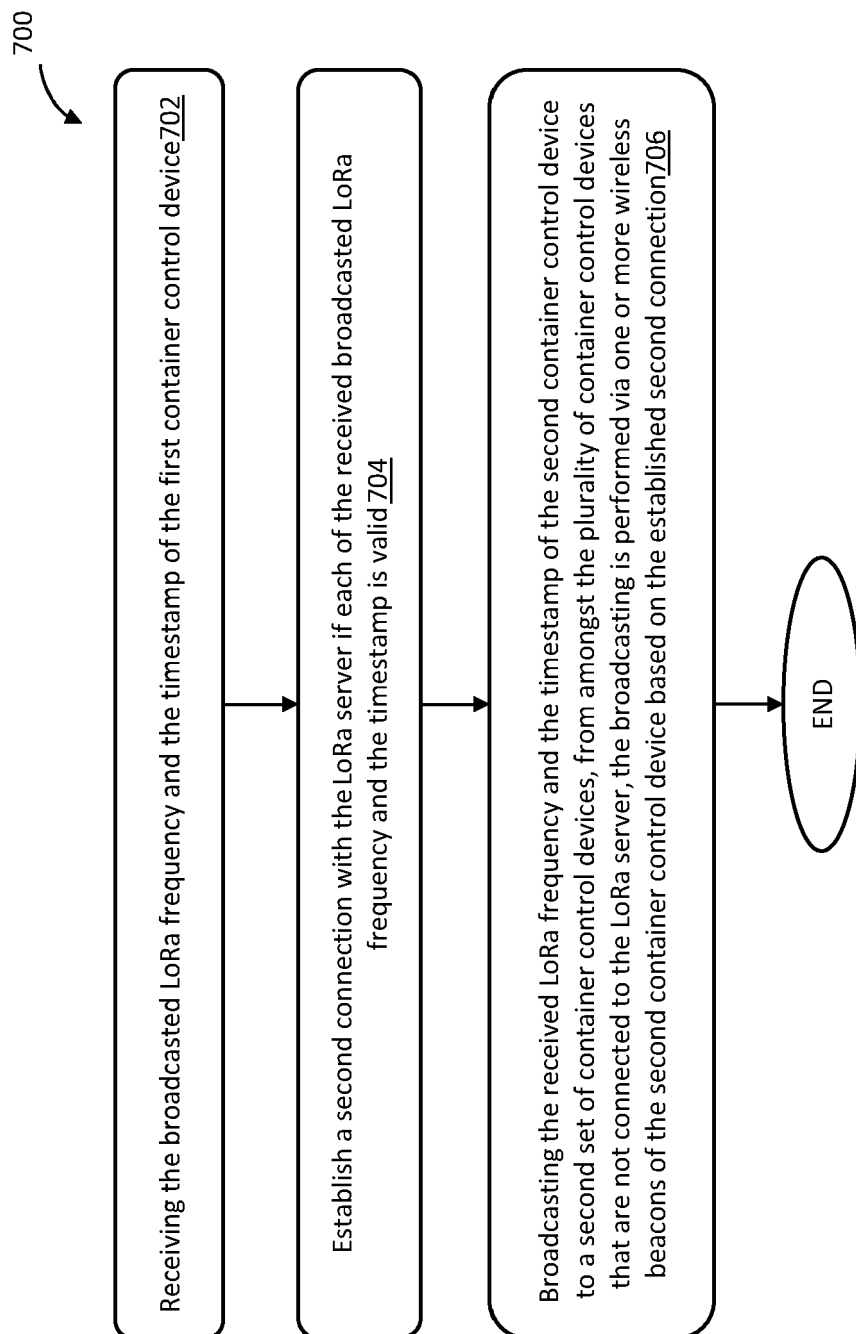 700
Receiving the broadcasted LoRa frequency and the timestamp of the first container control device702
Establish a second connection with the LoRa server if each of the received broadcasted LoRa
frequency and the timestamp is valid 704
Broadcasting the received LoRa frequency and the timestamp of the second container control device
to a second set of container control devices, from amongst the plurality of container control devices
that are not connected to the LoRa server, the broadcasting is performed via one or more wireless
beacons of the second container control device based on the established second connection706
END